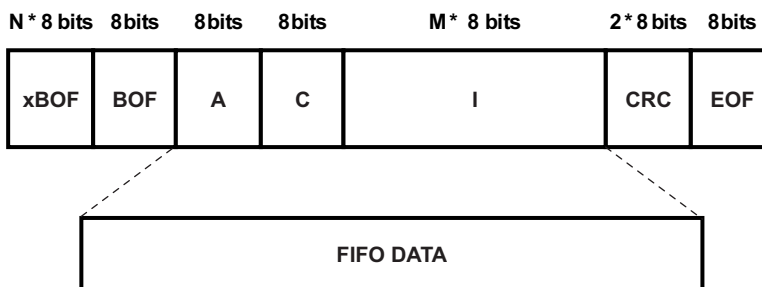 N * 8 bits 8bits 8bits 8bits M * 8 bits 2 * 8 bits 8bits
xBOF BOF A C I CRC EOF
FIFO DATA